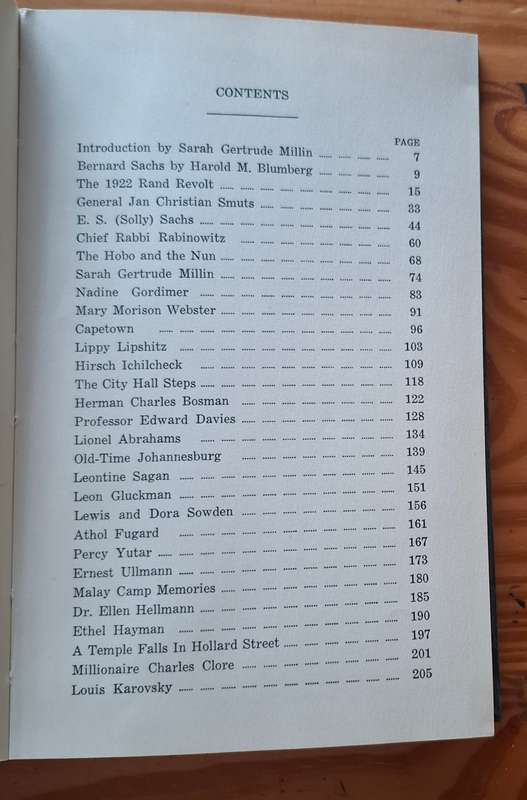 CONTENTS
PAGE
Introduction by Sarah Gertrude Millin ...... ...... ...... ...... 7
Bernard Sachs by Harold M. Blumberg ...... ...... ...... ...... 9
The 1922 Rand Revolt ...... ...... ...... ...... ...... ...... ...... ...... 15
General Jan Christian Smuts ...... ...... ...... ...... ...... ...... 33
E. S. (Solly) Sachs ...... ...... ...... ...... ...... ...... ...... ...... ...... 44
Chief Rabbi Rabinowitz ...... ...... ...... ...... ...... ...... ...... 60
The Hobo and the Nun ...... ...... ...... ...... ...... ...... ...... ...... 68
Sarah Gertrude Millin ...... ...... ...... ...... ...... ...... ...... ...... 74
Nadine Gordimer ...... ...... ...... ...... ...... ...... ...... ...... ...... 83
Mary Morison Webster ...... ...... ...... ...... ...... ...... ...... ...... 91
Capetown ...... ...... ...... ...... ...... ...... ...... ...... ...... ...... ...... 96
Lippy Lipshitz ...... ...... ...... ...... ...... ...... ...... ...... ...... ...... 103
Hirsch Ichilcheck ...... ...... ...... ...... ...... ...... ...... ...... ...... 109
The City Hall Steps ...... ...... ...... ...... ...... ...... ...... ...... ...... 118
Herman Charles Bosman ...... ...... ...... ...... ...... ...... ...... 122
Professor Edward Davies ...... ...... ...... ...... ...... ...... ...... 128
Lionel Abrahams ...... ...... ...... ...... ...... ...... ...... ...... ...... 134
Old-Time Johannesburg ...... ...... ...... ...... ...... ...... ...... 139
Leontine Sagan ...... ...... ...... ...... ...... ...... ...... ...... ...... ...... 145
Leon Gluckman ...... ...... ...... ...... ...... ...... ...... ...... ...... ...... 151
Lewis and Dora Sowden ...... ...... ...... ...... ...... ...... ...... 156
Athol Fugard ...... ...... ...... ...... ...... ...... ...... ...... ...... ...... 161
Percy Yutar ...... ...... ...... ...... ...... ...... ...... ...... ...... ...... ...... 167
Ernest Ullmann ...... ...... ...... ...... ...... ...... ...... ...... ...... ...... 173
Malay Camp Memories ...... ...... ...... ...... ...... ...... ...... ...... 180
Dr. Ellen Hellmann ...... ...... ...... ...... ...... ...... ...... ...... ...... 185
Ethel Hayman ...... ...... ...... ...... ...... ...... ...... ...... ...... ...... 190
A Temple Falls In Hollard Street ...... ...... ...... ...... ...... 197
Millionaire Charles Clore ...... ...... ...... ...... ...... ...... ...... 201
Louis Karovsky ...... ...... ...... ...... ...... ...... ...... ...... ...... ...... 205